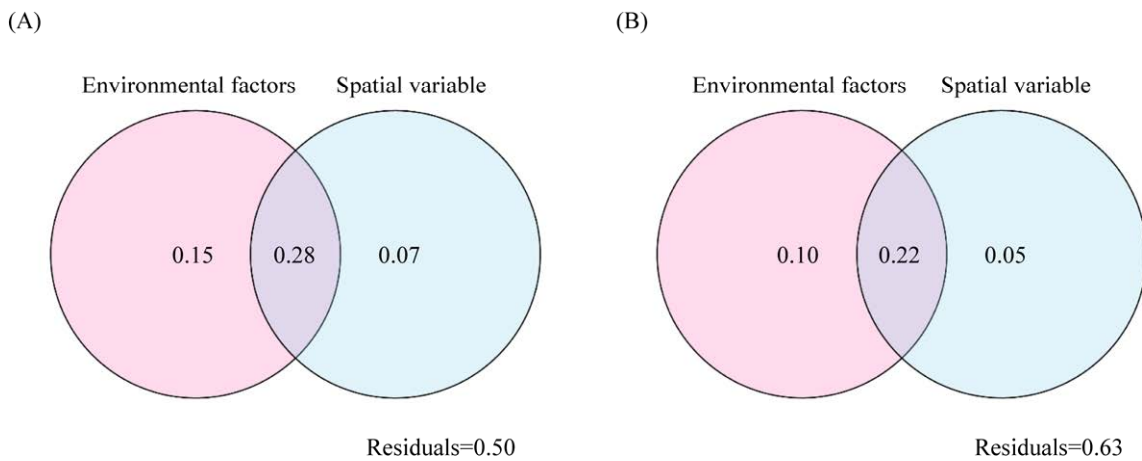 (A)
Environmental factors Spatial variable
0.15 0.28 0.07
Residuals=0.50
(B)
Environmental factors Spatial variable
0.10 0.22 0.05
Residuals=0.63